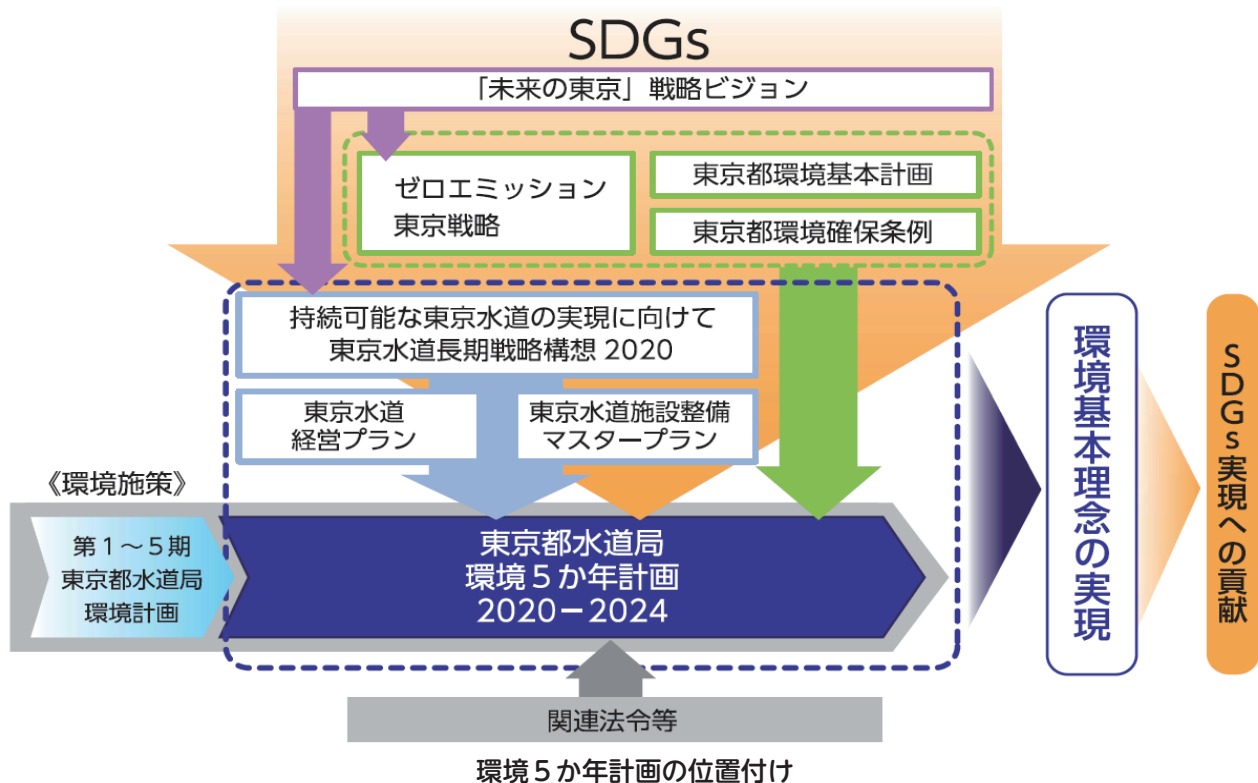 SDGs
「未来の東京」戦略ビジョン
ゼロエミッション
東京戦略
東京都環境基本計画
東京都環境確保条例
持続可能な東京水道の実現に向けて
東京水道長期戦略構想 2020
東京水道
経営プラン
東京水道施設整備
マスタープラン
《環境施策》
第1～5期
東京都水道局
環境計画
東京都水道局
環境5か年計画
2020－2024
関連法令等
環境基本理念の実現
SDGs実現への貢献
環境5か年計画の位置付け